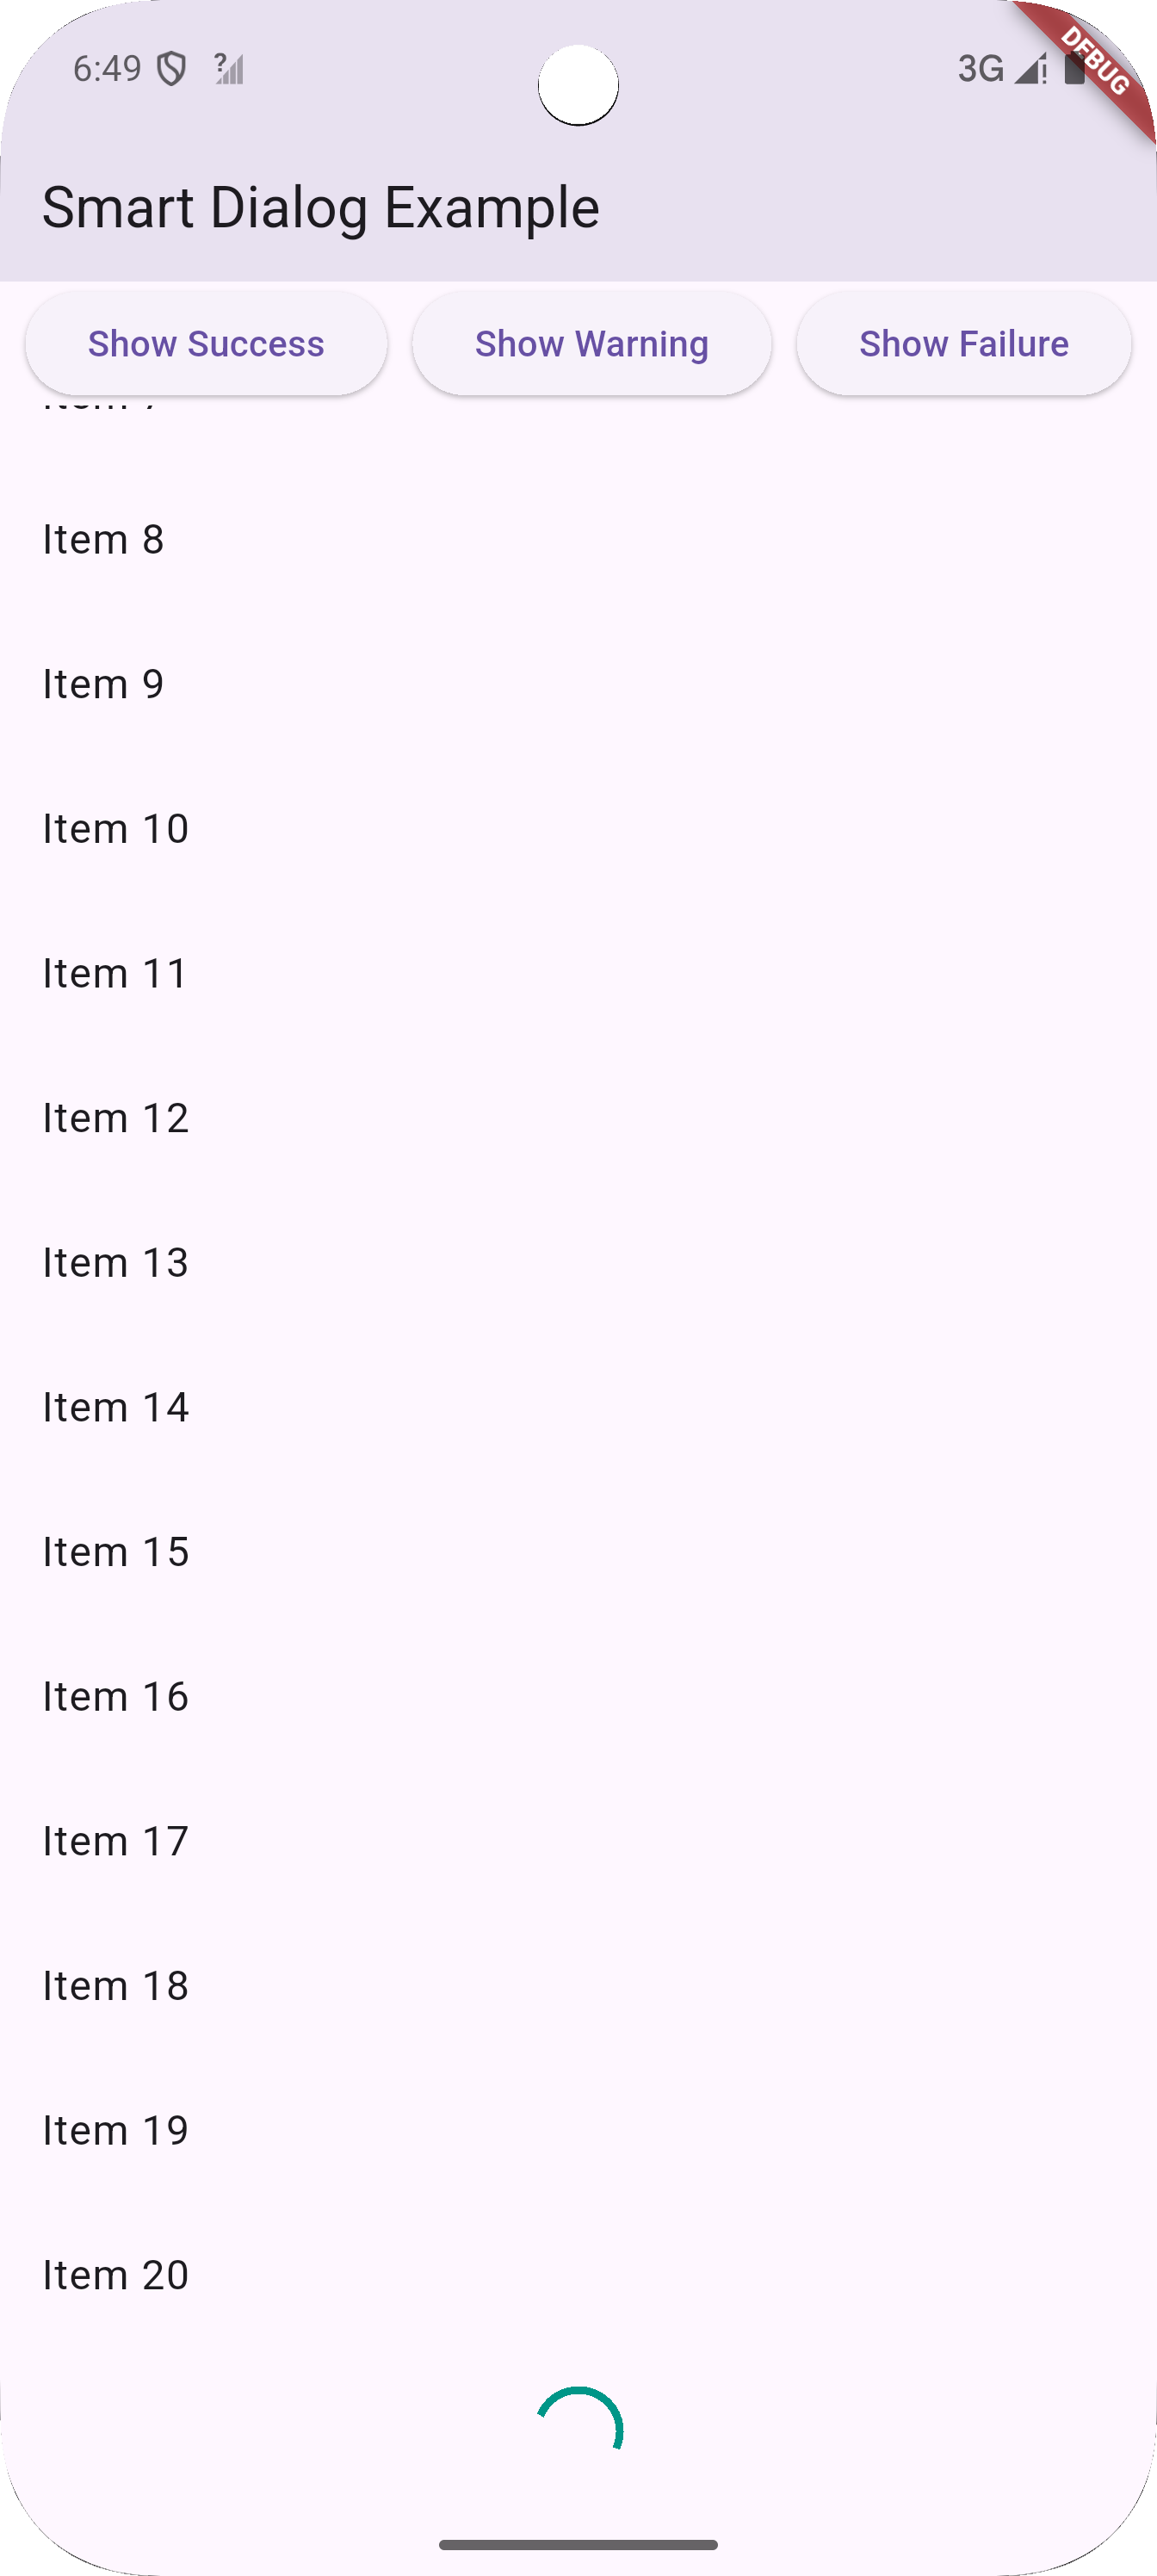 6:49 ? 3G ! DEBUG
Smart Dialog Example
Show Success Show Warning Show Failure
Item 7
Item 8
Item 9
Item 10
Item 11
Item 12
Item 13
Item 14
Item 15
Item 16
Item 17
Item 18
Item 19
Item 20